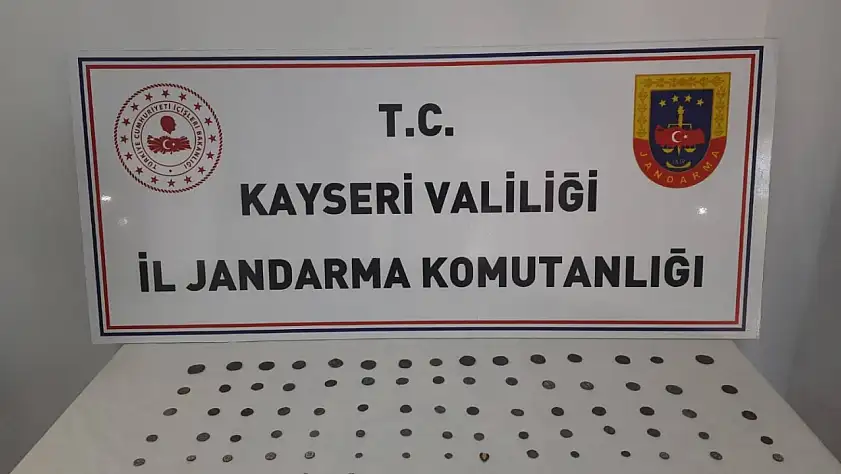 T.C.
KAYSERİ VALİLİĞİ
İL JANDARMA KOMUTANLIĞI
TÜRKİYE CUMHURİYETİ İÇİŞLERİ BAKANLIĞI
JANDARMA